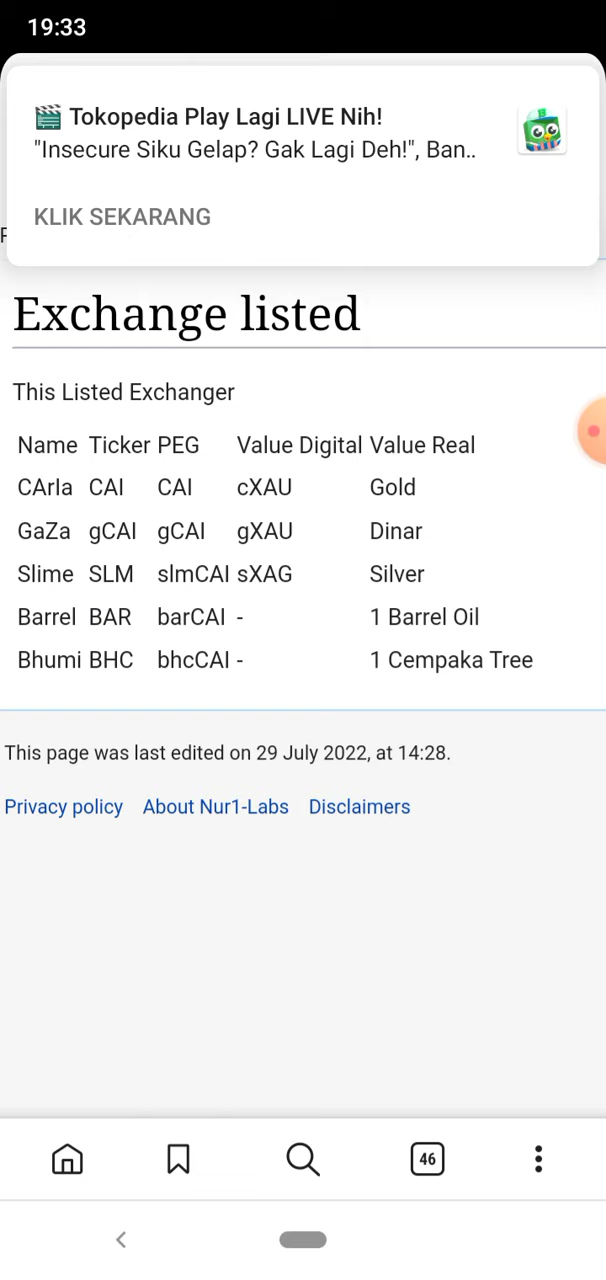 19:33
🎬 Tokopedia Play Lagi LIVE Nih!
"Insecure Siku Gelap? Gak Lagi Deh!", Ban..
KLIK SEKARANG
Exchange listed
This Listed Exchanger
Name Ticker PEG Value Digital Value Real
CArla CAI CAI cXAU Gold
GaZa gCAI gCAI gXAU Dinar
Slime SLM slmCAI sXAG Silver
Barrel BAR barCAI - 1 Barrel Oil
Bhumi BHC bhcCAI - 1 Cempaka Tree
This page was last edited on 29 July 2022, at 14:28.
Privacy policy About Nur1-Labs Disclaimers
46